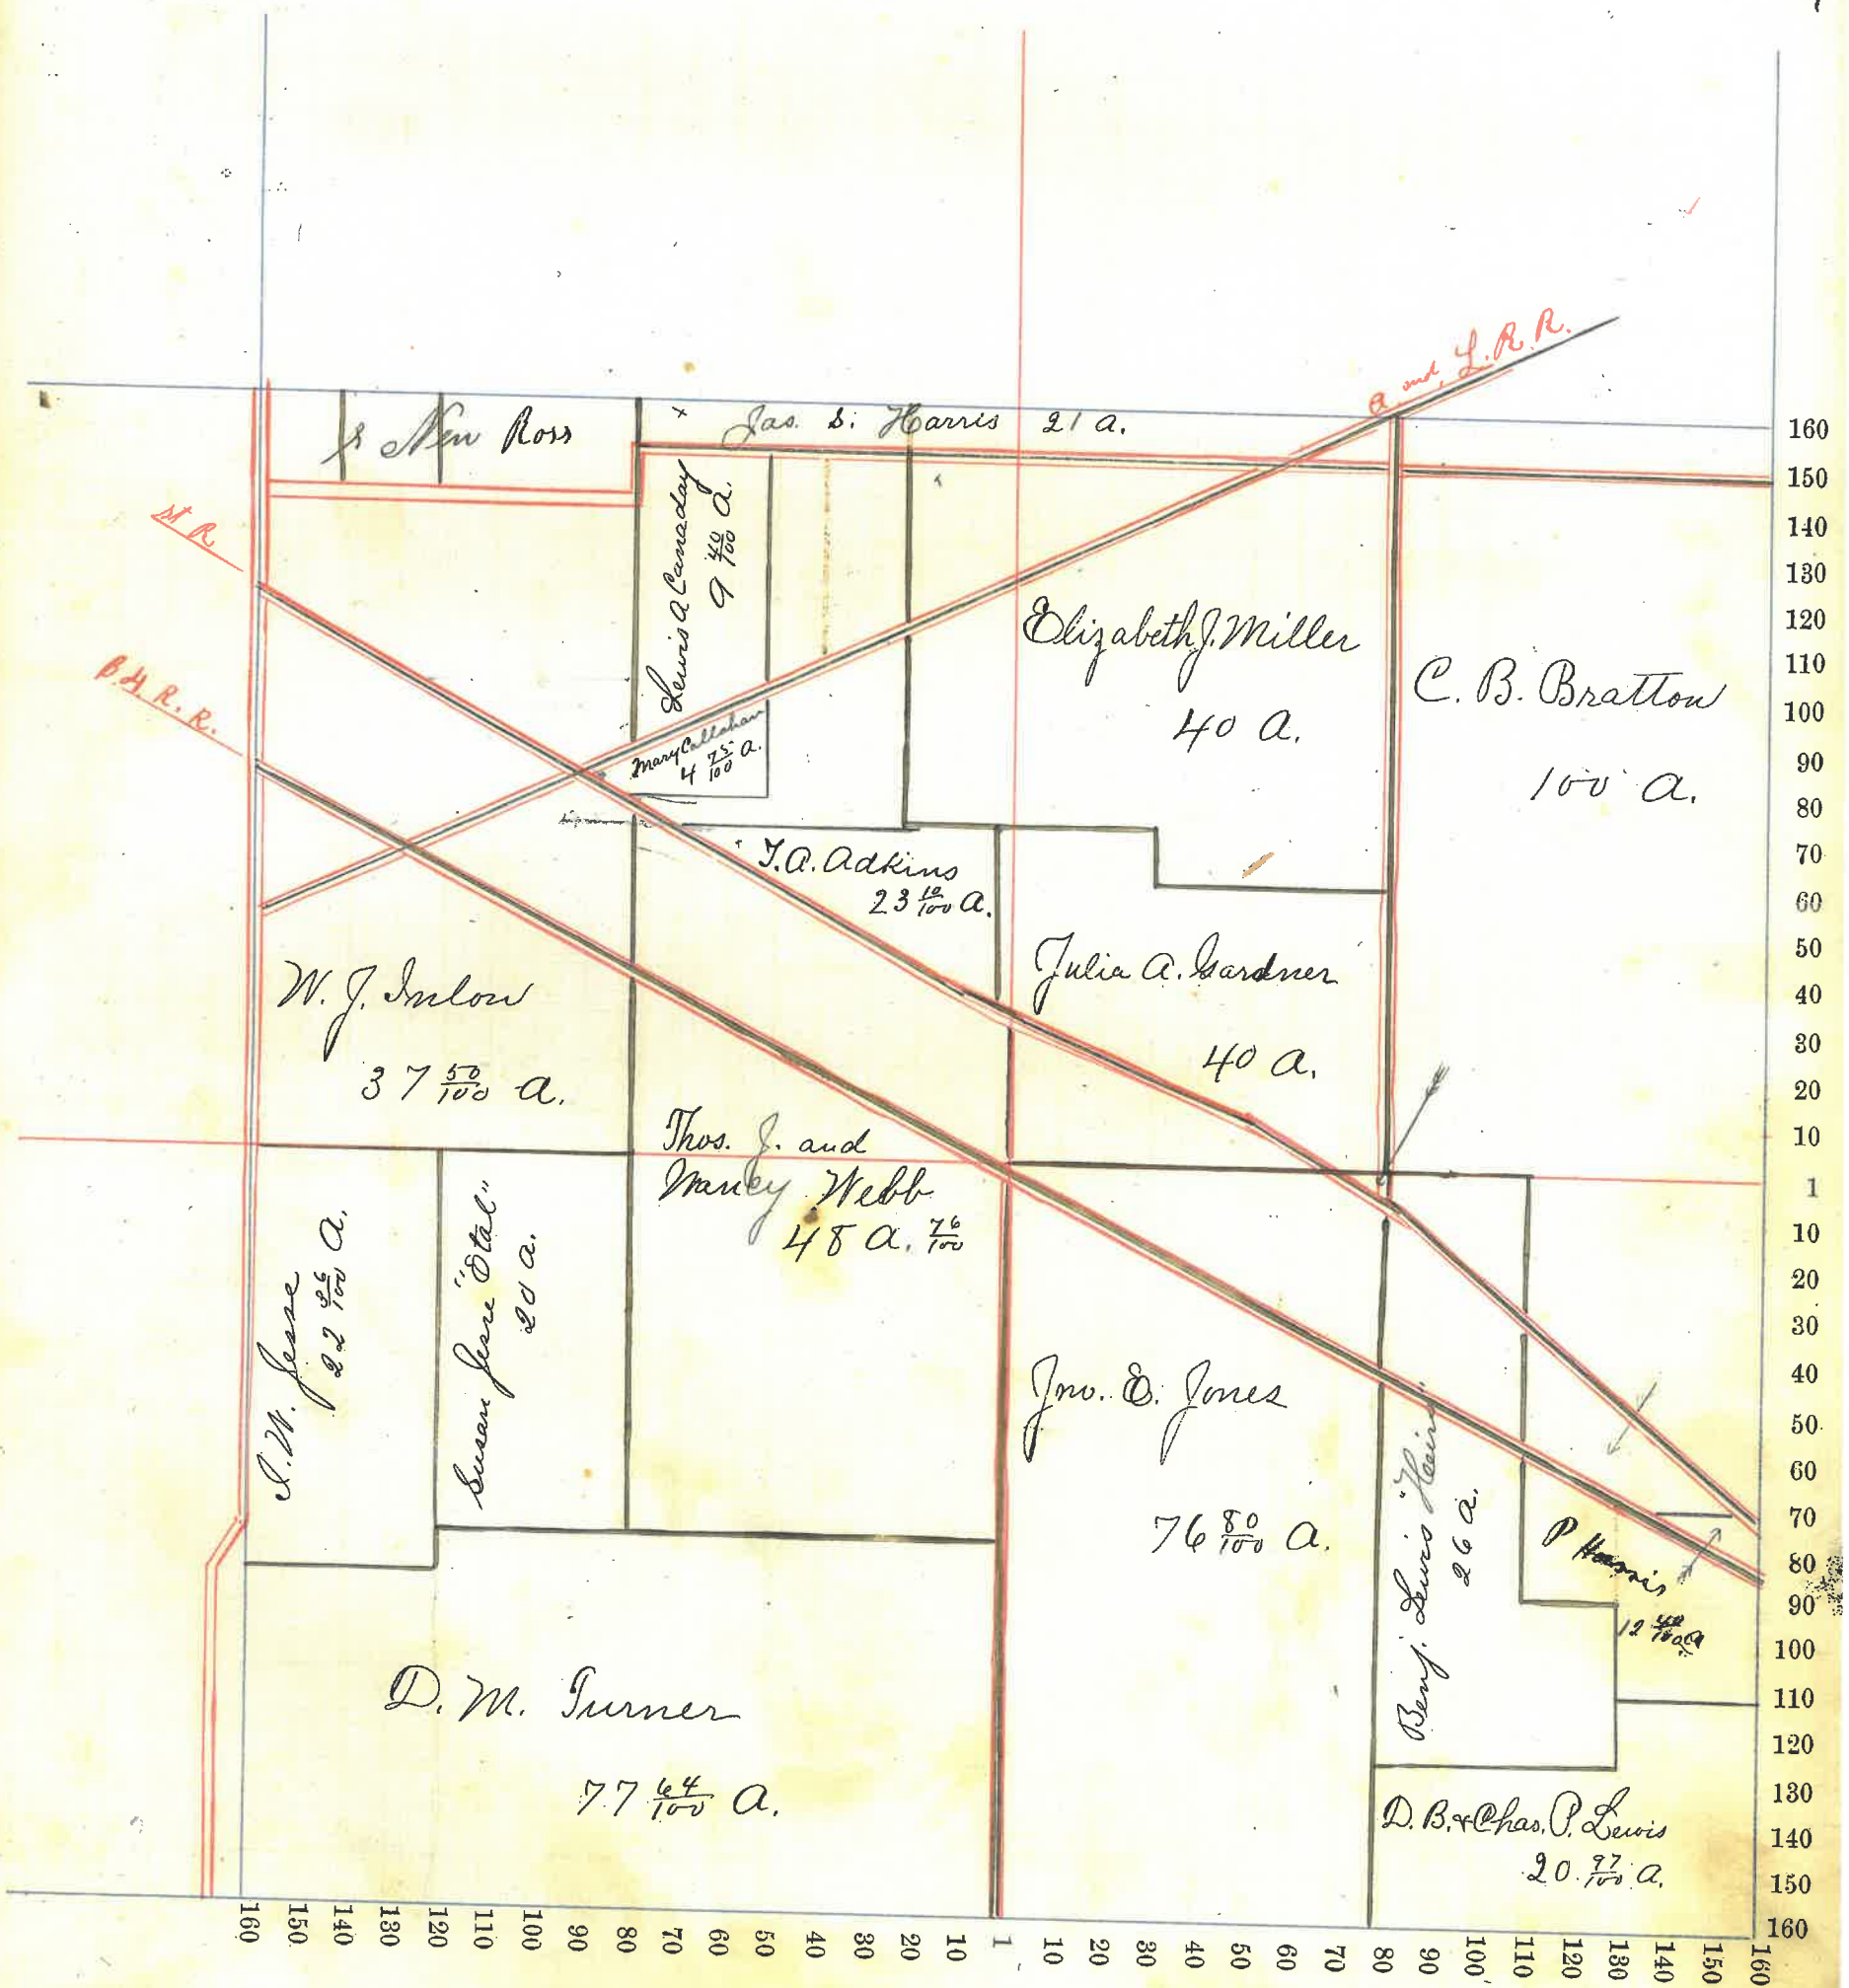 a and L. R. R.
New Ross
Jas. S. Harris 21 a.
st R
B.H. R. R.
Lewis A Canaday
9 40/100 a.
Mary Callahan
4 75/100 a.
Elizabeth J. Miller
40 a.
C. B. Bratton
100 a.
T. A. Adkins
23 10/100 a.
Julia A. Gardner
40 a.
W. J. Inlow
37 50/100 a.
Thos. J. and
Nancy Webb
48 a. 76/100
Jesse
22 36/100 a.
Susan Jesse "Etal"
20 a.
Jno. E. Jones
76 80/100 a.
Benj. Lewis "Heirs"
26 a.
P Harris
12 40/100 a
D. M. Turner
77 64/100 a.
D. B. & Chas. P. Lewis
20. 97/100 a.
160
150
140
130
120
110
100
90
80
70
60
50
40
30
20
10
1
10
20
30
40
50
60
70
80
90
100
110
120
130
140
150
160
160 150 140 130 120 110 100 90 80 70 60 50 40 30 20 10 1 10 20 30 40 50 60 70 80 90 100 110 120 130 140 150 160